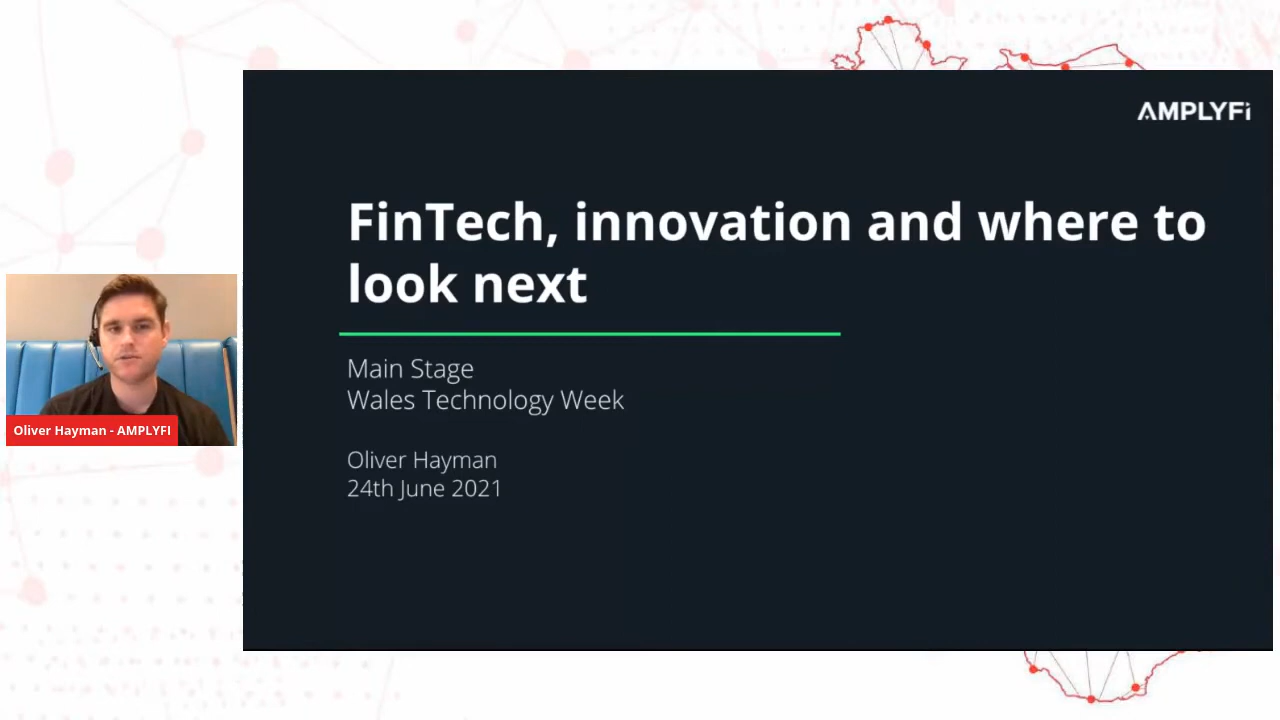 AMPLYFi
FinTech, innovation and where to
look next
Main Stage
Wales Technology Week
Oliver Hayman
24th June 2021
Oliver Hayman - AMPLYFI